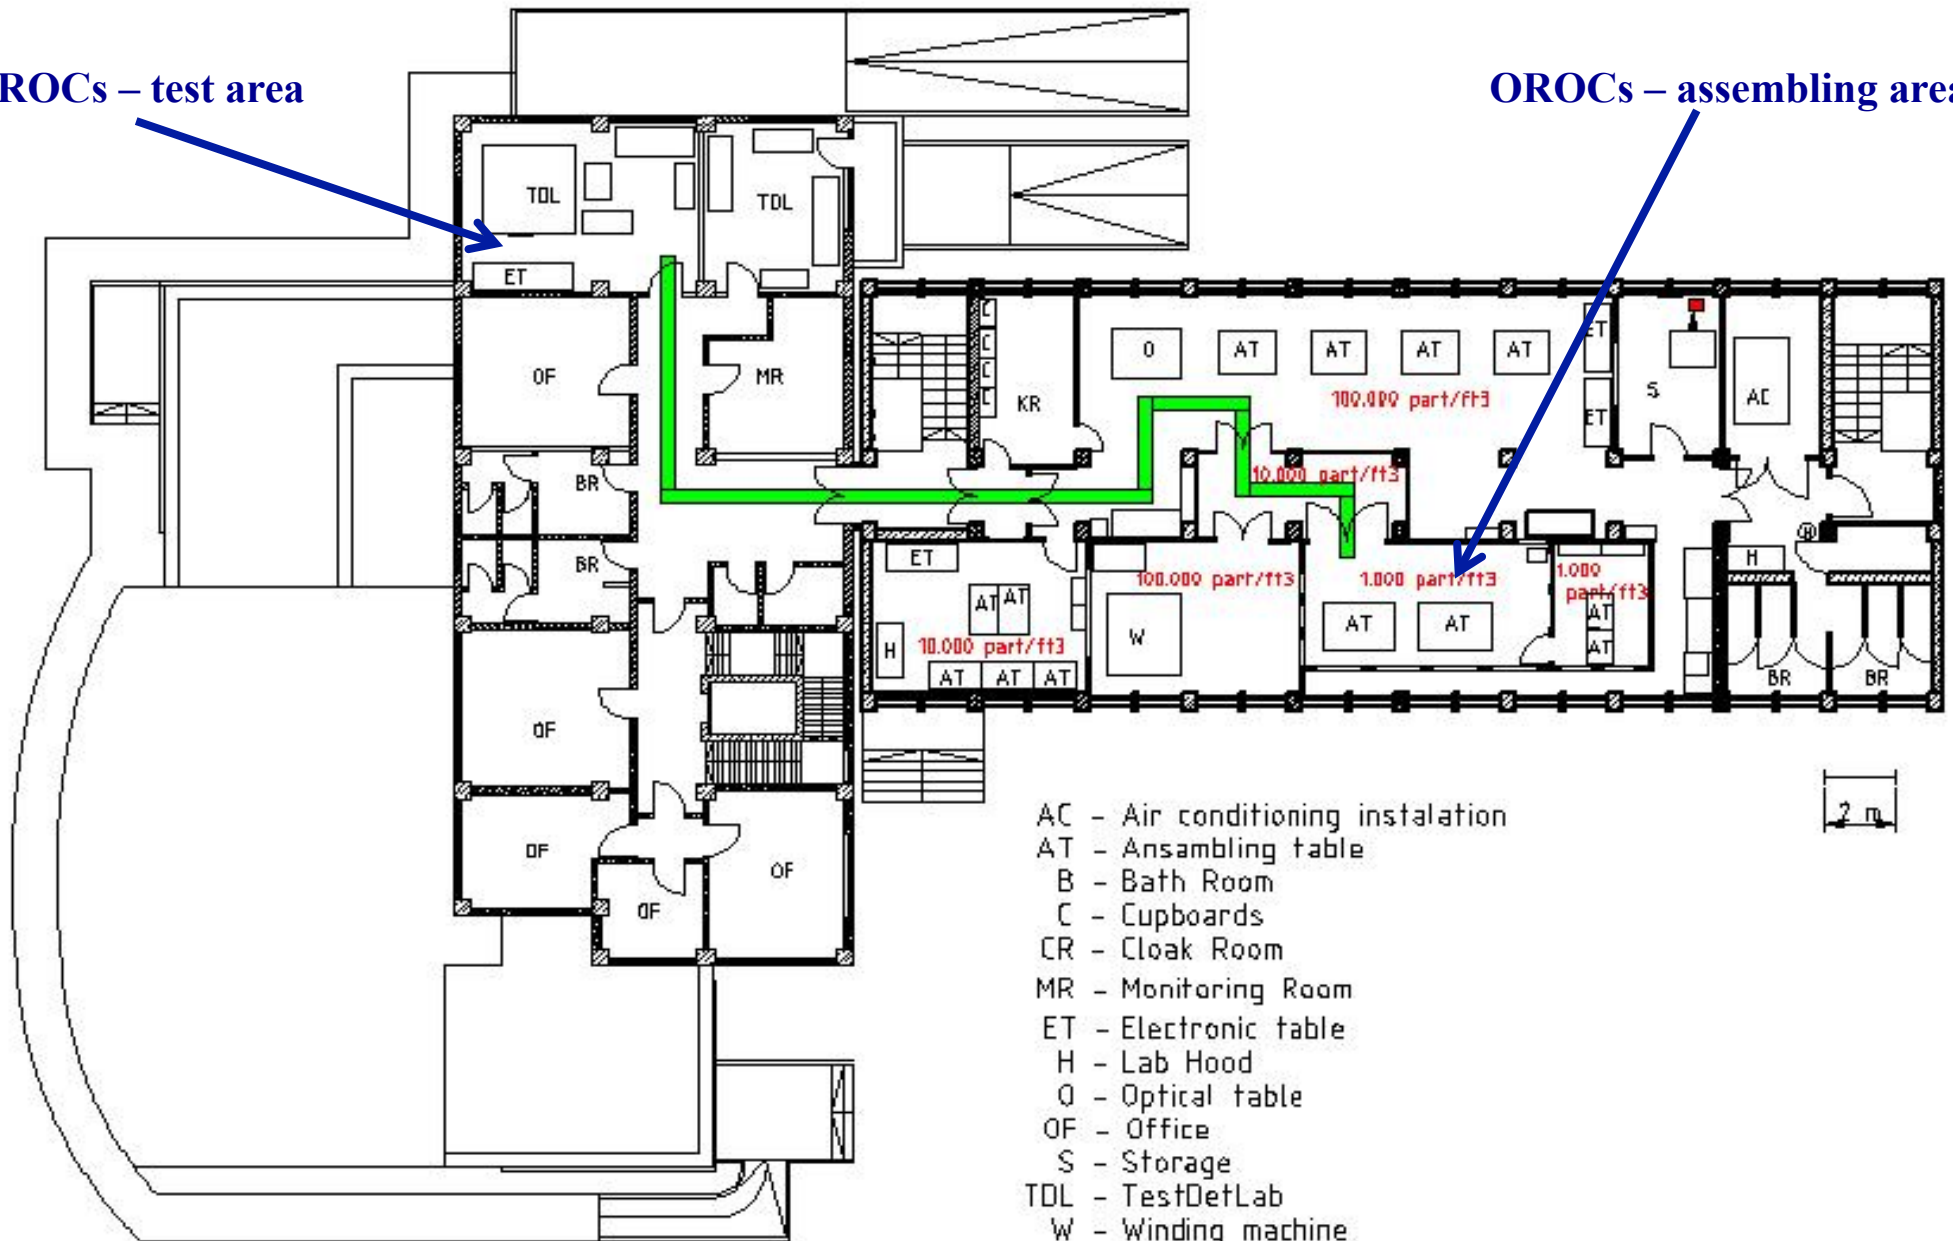 ROCs – test area
OROCs – assembling area
TDL
TDL
ET
OF
MR
BR
BR
OF
OF
OF
OF
C
C
C
C
KR
O
AT
AT
AT
AT
ET
ET
S
AC
100.000 part/ft3
10.000 part/ft3
ET
AT
AT
H
10.000 part/ft3
AT
AT
AT
100.000 part/ft3
W
1.000 part/ft3
AT
AT
1.000
part/ft3
AT
AT
H
H
BR
BR
2 m
AC - Air conditioning instalation
AT - Ansambling table
B - Bath Room
C - Cupboards
CR - Cloak Room
MR - Monitoring Room
ET - Electronic table
H - Lab Hood
O - Optical table
OF - Office
S - Storage
TDL - TestDetLab
W - Winding machine